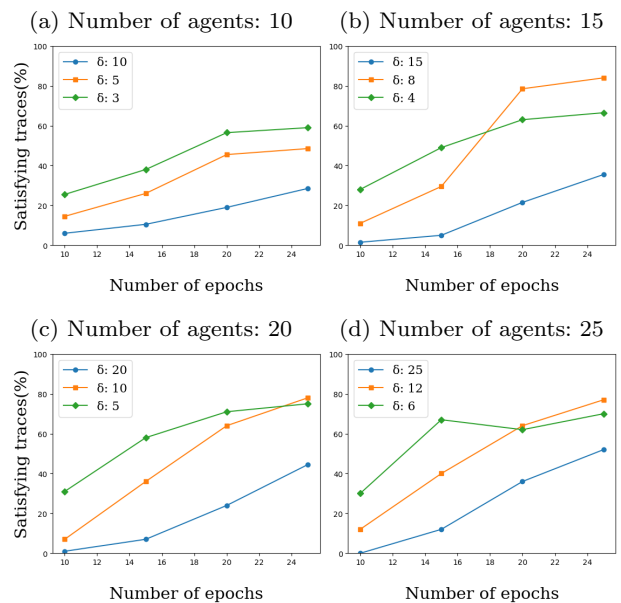 (a) Number of agents: 10
(b) Number of agents: 15
Satisfying traces(%)
100
80
60
40
20
0
δ: 10
δ: 5
δ: 3
10 12 14 16 18 20 22 24
Number of epochs
100
80
60
40
20
0
δ: 15
δ: 8
δ: 4
10 12 14 16 18 20 22 24
Number of epochs
(c) Number of agents: 20
(d) Number of agents: 25
Satisfying traces(%)
100
80
60
40
20
0
δ: 20
δ: 10
δ: 5
10 12 14 16 18 20 22 24
Number of epochs
100
80
60
40
20
0
δ: 25
δ: 12
δ: 6
10 12 14 16 18 20 22 24
Number of epochs